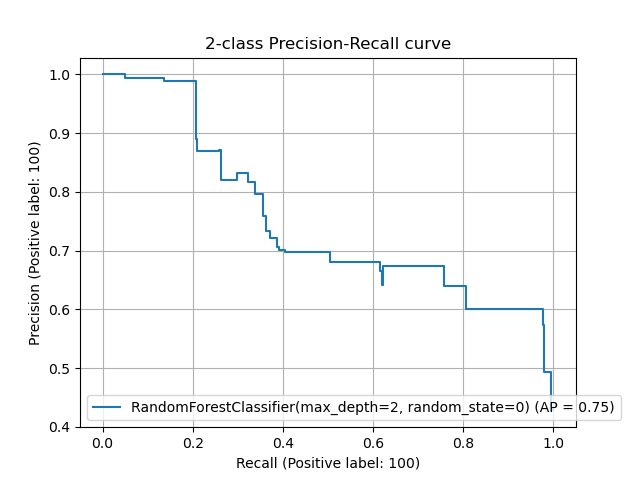 2-class Precision-Recall curve
Precision (Positive label: 100)
1.0
0.9
0.8
0.7
0.6
0.5
0.4
RandomForestClassifier(max_depth=2, random_state=0) (AP = 0.75)
0.0 0.2 0.4 0.6 0.8 1.0
Recall (Positive label: 100)